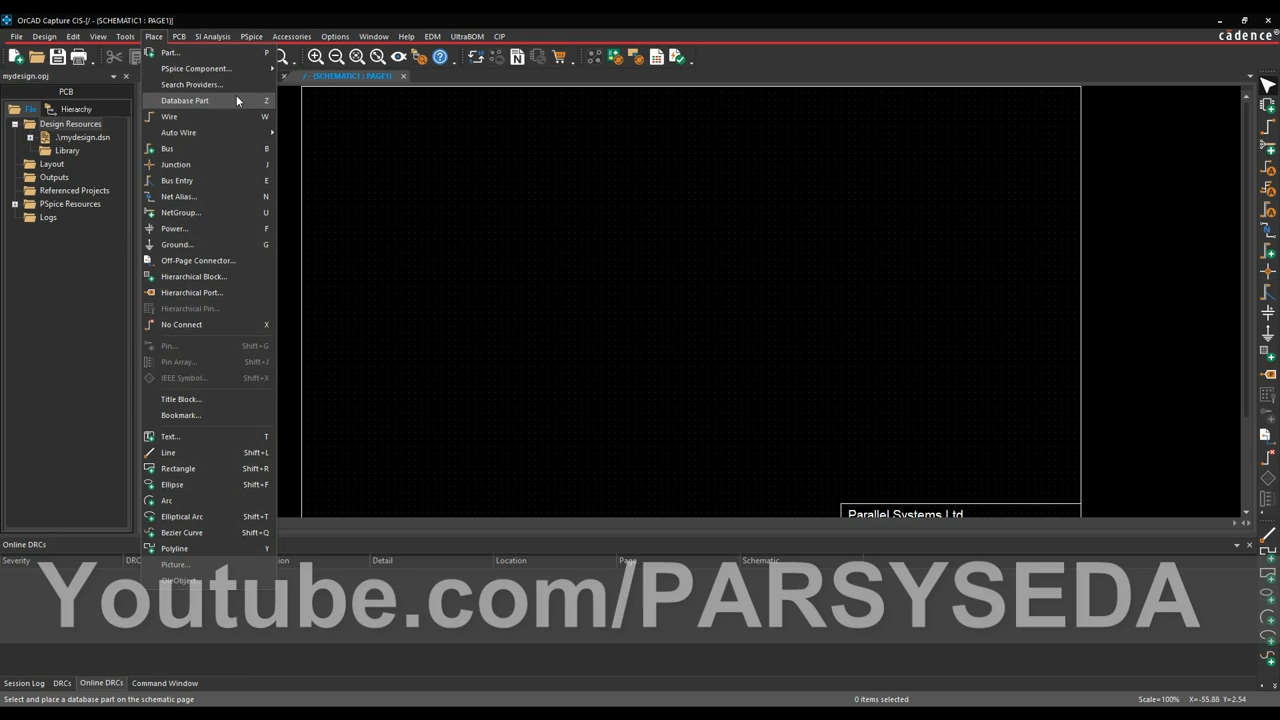 OrCAD Capture CIS-[/ - (SCHEMATIC1 : PAGE1)]
File Design Edit View Tools Place PCB SI Analysis PSpice Accessories Options Window Help EDM UltraBOM CIP
cādence
mydesign.opj
/ - (SCHEMATIC1 : PAGE1)
PCB
File Hierarchy
Design Resources
.\mydesign.dsn
Library
Layout
Outputs
Referenced Projects
PSpice Resources
Logs
Part... P
PSpice Component...
Search Providers...
Database Part Z
Wire W
Auto Wire
Bus B
Junction J
Bus Entry E
Net Alias... N
NetGroup... U
Power... F
Ground... G
Off-Page Connector...
Hierarchical Block...
Hierarchical Port...
Hierarchical Pin...
No Connect X
Pin... Shift+G
Pin Array... Shift+J
IEEE Symbol... Shift+X
Title Block...
Bookmark...
Text... T
Line Shift+L
Rectangle Shift+R
Ellipse Shift+F
Arc
Elliptical Arc Shift+T
Bezier Curve Shift+Q
Polyline Y
Picture...
Parallel Systems Ltd
Online DRCs
Severity Detail Location Page Schematic
Youtube.com/PARSYSEDA
Session Log DRCs Online DRCs Command Window
Select and place a database part on the schematic page 0 items selected Scale=100% X=-55.88 Y=2.54